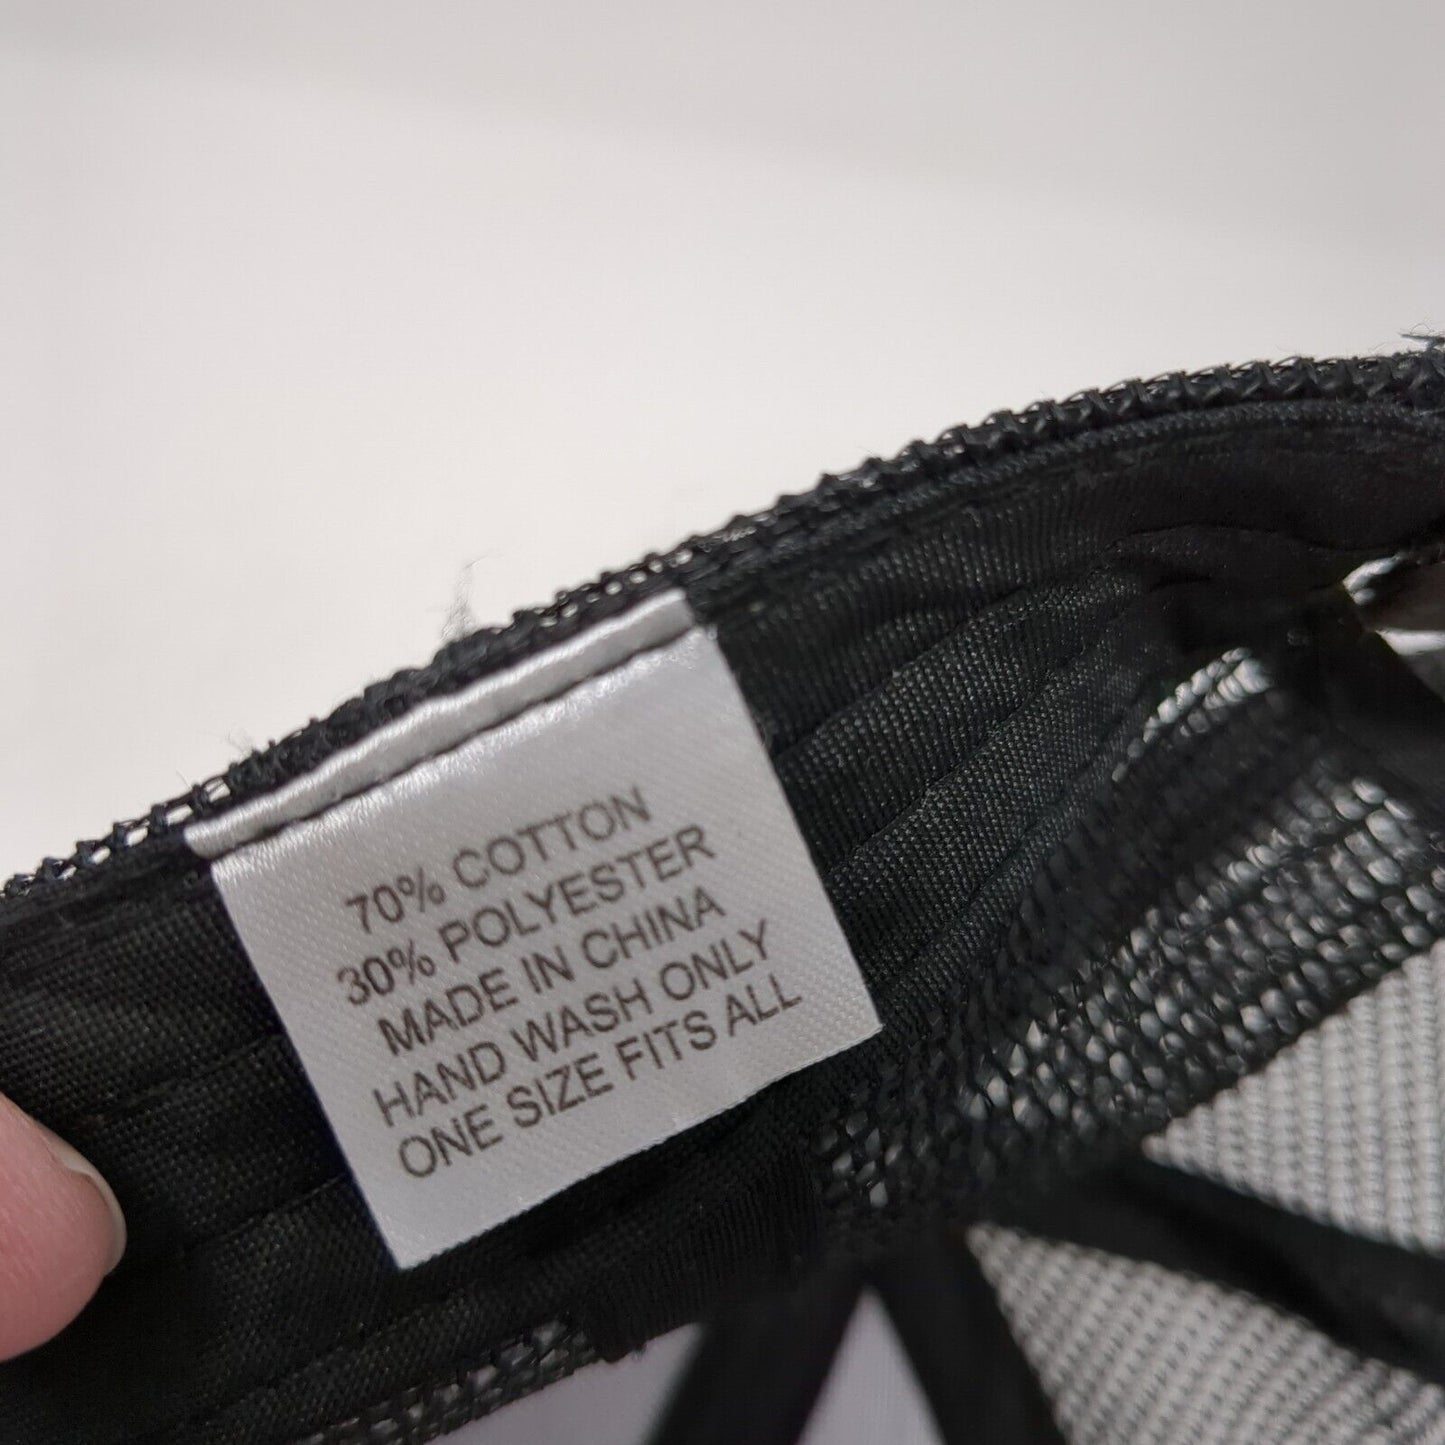 70% COTTON
30% POLYESTER
MADE IN CHINA
HAND WASH ONLY
ONE SIZE FITS ALL